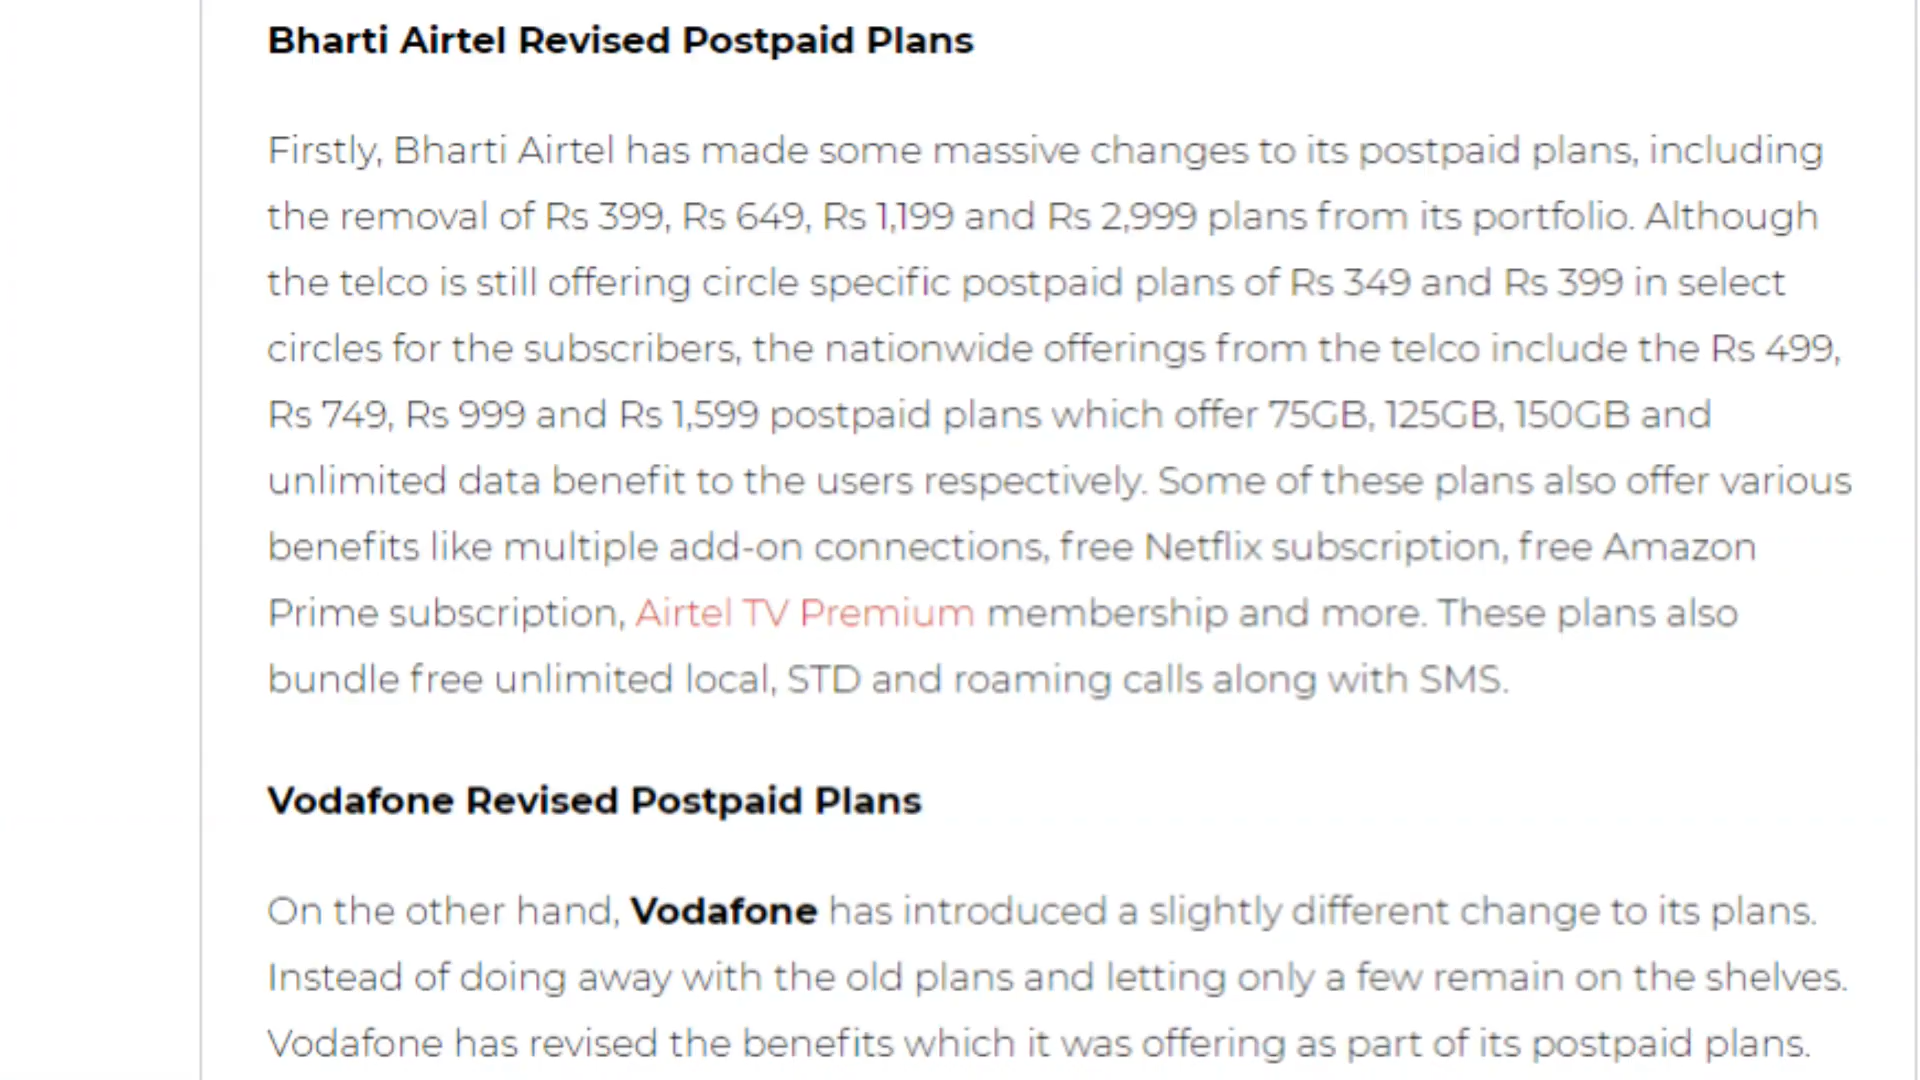 Bharti Airtel Revised Postpaid Plans
Firstly, Bharti Airtel has made some massive changes to its postpaid plans, including
the removal of Rs 399, Rs 649, Rs 1,199 and Rs 2,999 plans from its portfolio. Although
the telco is still offering circle specific postpaid plans of Rs 349 and Rs 399 in select
circles for the subscribers, the nationwide offerings from the telco include the Rs 499,
Rs 749, Rs 999 and Rs 1,599 postpaid plans which offer 75GB, 125GB, 150GB and
unlimited data benefit to the users respectively. Some of these plans also offer various
benefits like multiple add-on connections, free Netflix subscription, free Amazon
Prime subscription, Airtel TV Premium membership and more. These plans also
bundle free unlimited local, STD and roaming calls along with SMS.
Vodafone Revised Postpaid Plans
On the other hand, Vodafone has introduced a slightly different change to its plans.
Instead of doing away with the old plans and letting only a few remain on the shelves.
Vodafone has revised the benefits which it was offering as part of its postpaid plans.